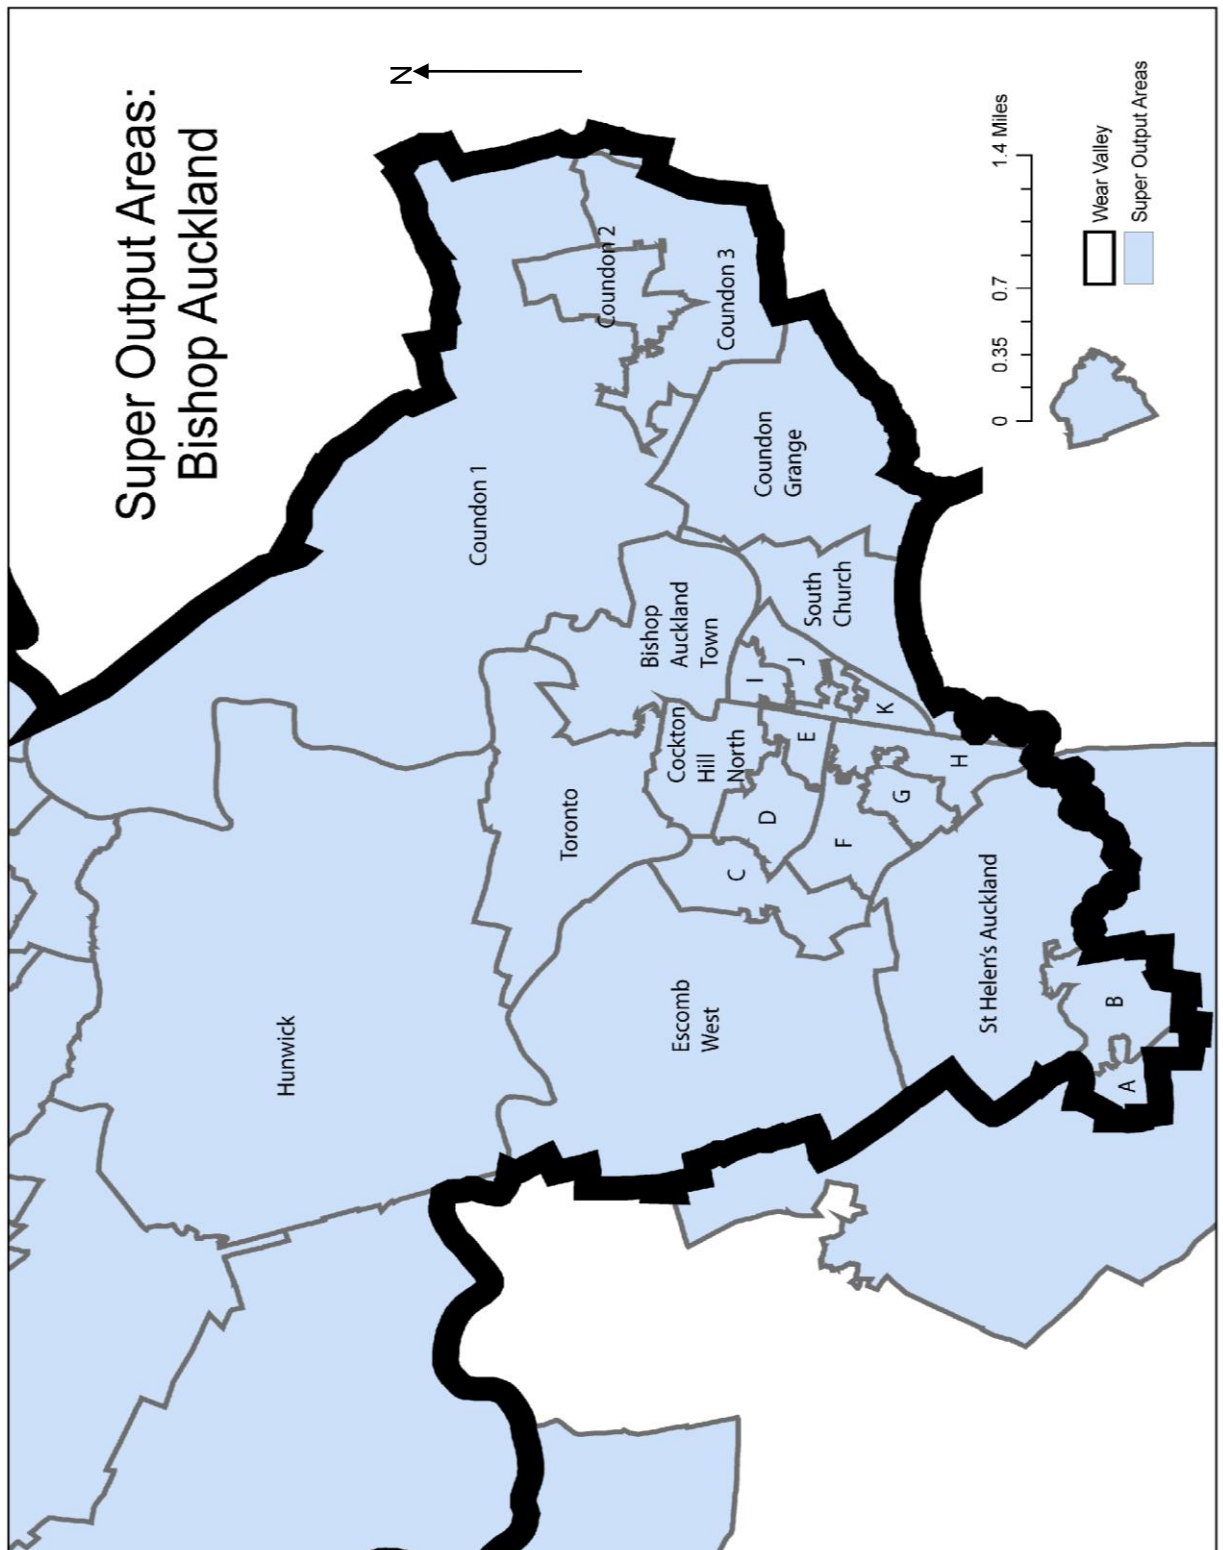 Super Output Areas:
Bishop Auckland
N
Hunwick
Coundon 1
Toronto
Coundon 2
Coundon 3
Bishop
Auckland
Town
Cockton
Hill
North
Escomb
West
Coundon
Grange
South
Church
C
D
E
F
G
H
I
J
K
St Helen's Auckland
A
B
0
0.35
0.7
1.4 Miles
Wear Valley
Super Output Areas